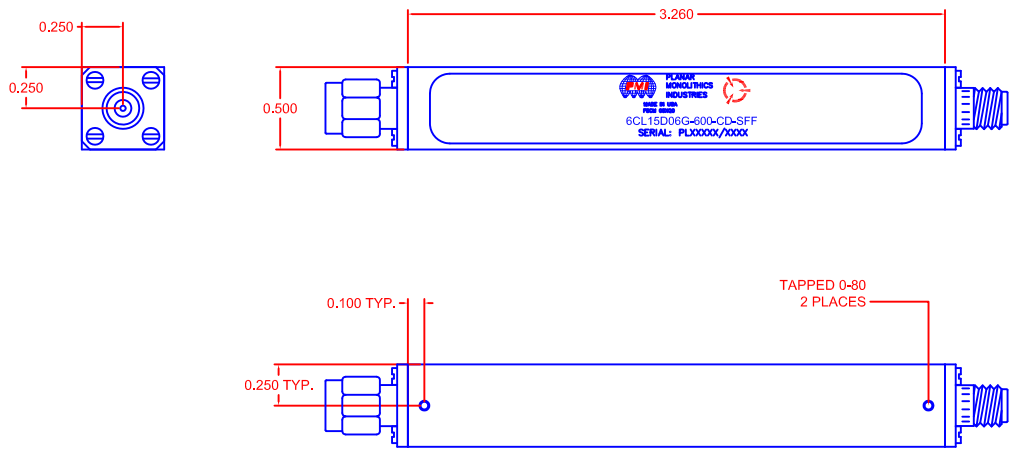 0.250
3.260
0.250
0.500
PMI
PLANAR
MONOLITHICS
INDUSTRIES
MADE IN USA
6CL15D06G-600-CD-SFF
SERIAL: PLXXXXX/XXXX
0.100 TYP.
TAPPED 0-80
2 PLACES
0.250 TYP.